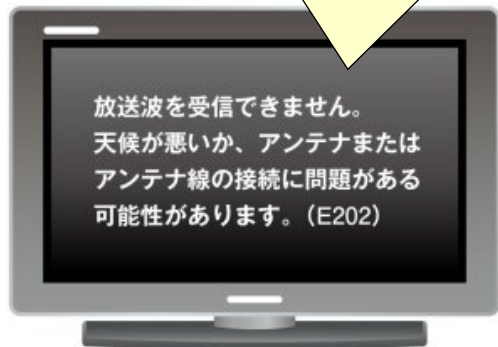 放送波を受信できません。
天候が悪いか、アンテナまたは
アンテナ線の接続に問題がある
可能性があります。（E202）